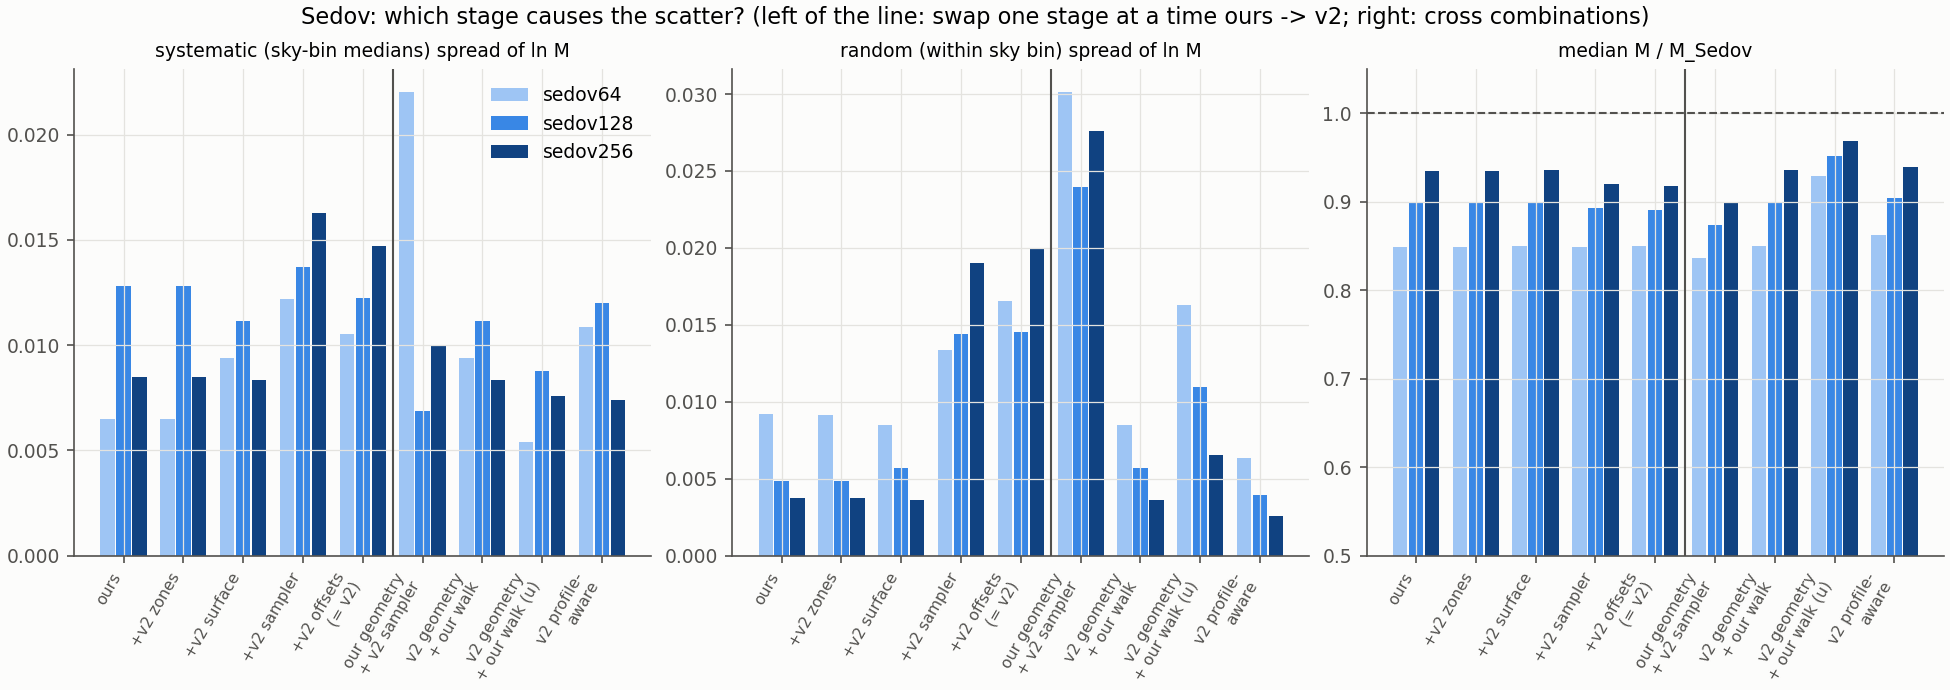 Sedov: which stage causes the scatter? (left of the line: swap one stage at a time ours -> v2; right: cross combinations)
systematic (sky-bin medians) spread of ln M
sedov64
sedov128
sedov256
0.020
0.015
0.010
0.005
0.000
ours
+v2 zones
+v2 surface
+v2 sampler
+v2 offsets
(= v2)
our geometry
+ v2 sampler
v2 geometry
+ our walk
v2 geometry
+ our walk (u)
v2 profile-
aware
random (within sky bin) spread of ln M
0.030
0.025
0.020
0.015
0.010
0.005
0.000
ours
+v2 zones
+v2 surface
+v2 sampler
+v2 offsets
(= v2)
our geometry
+ v2 sampler
v2 geometry
+ our walk
v2 geometry
+ our walk (u)
v2 profile-
aware
median M / M_Sedov
1.0
0.9
0.8
0.7
0.6
0.5
ours
+v2 zones
+v2 surface
+v2 sampler
+v2 offsets
(= v2)
our geometry
+ v2 sampler
v2 geometry
+ our walk
v2 geometry
+ our walk (u)
v2 profile-
aware